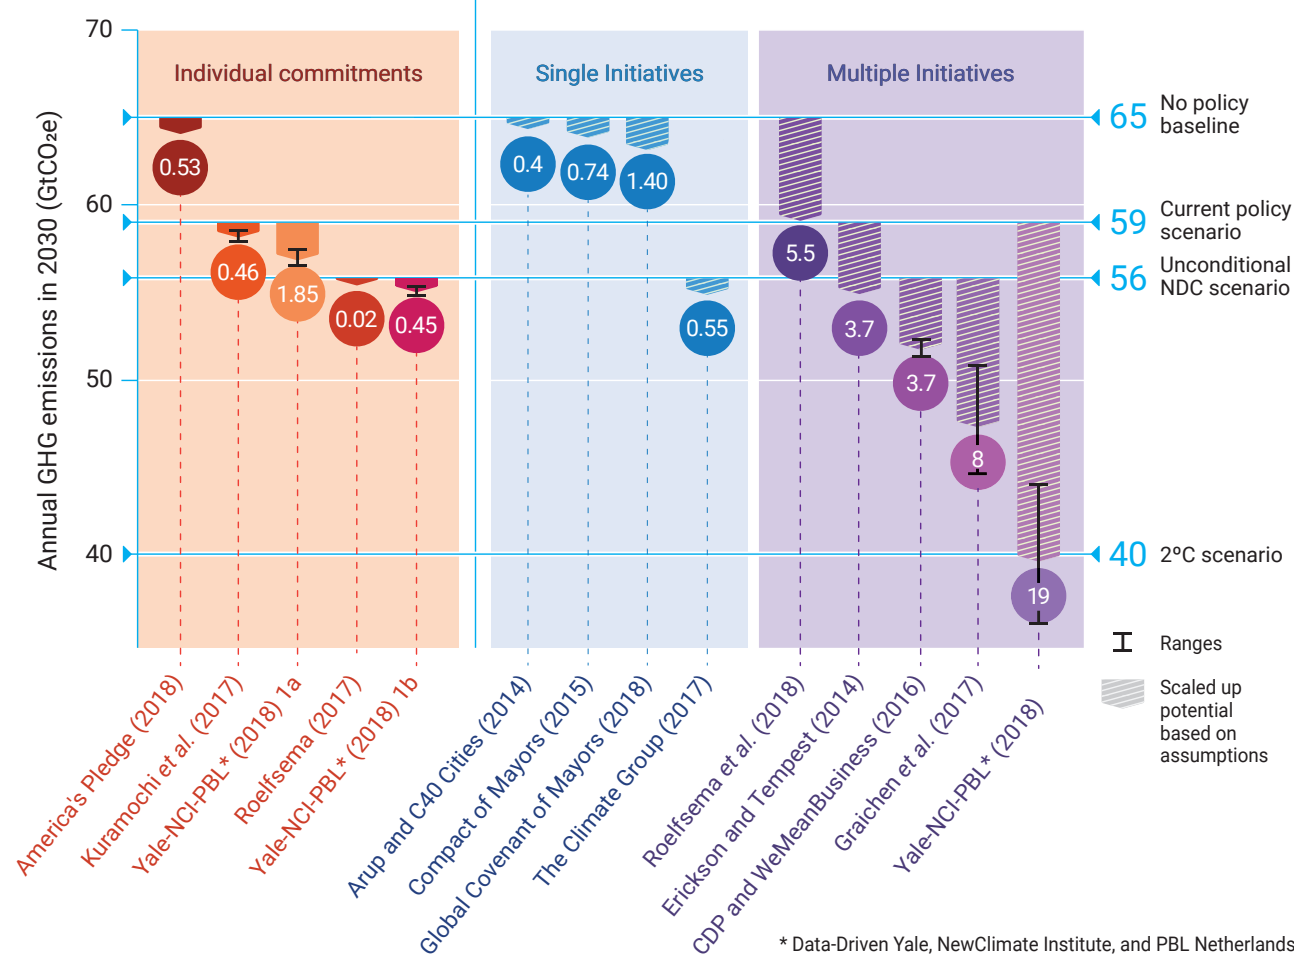 70
Individual commitments
Single Initiatives
Multiple Initiatives
65
No policy
baseline
60
59
Current policy
scenario
56
Unconditional
NDC scenario
50
40
40
2ºC scenario
Annual GHG emissions in 2030 (GtCO₂e)
0.53
0.46
1.85
0.02
0.45
0.4
0.74
1.40
0.55
5.5
3.7
3.7
8
19
Ranges
Scaled up
potential
based on
assumptions
America's Pledge (2018)
Kuramochi et al. (2017)
Yale-NCI-PBL* (2018) 1a
Roelfsema (2017)
Yale-NCI-PBL* (2018) 1b
Arup and C40 Cities (2014)
Compact of Mayors (2015)
Global Covenant of Mayors (2018)
The Climate Group (2017)
Roelfsema et al. (2018)
Erickson and Tempest (2014)
CDP and WeMeanBusiness (2016)
Graichen et al. (2017)
Yale-NCI-PBL* (2018)
* Data-Driven Yale, NewClimate Institute, and PBL Netherlands